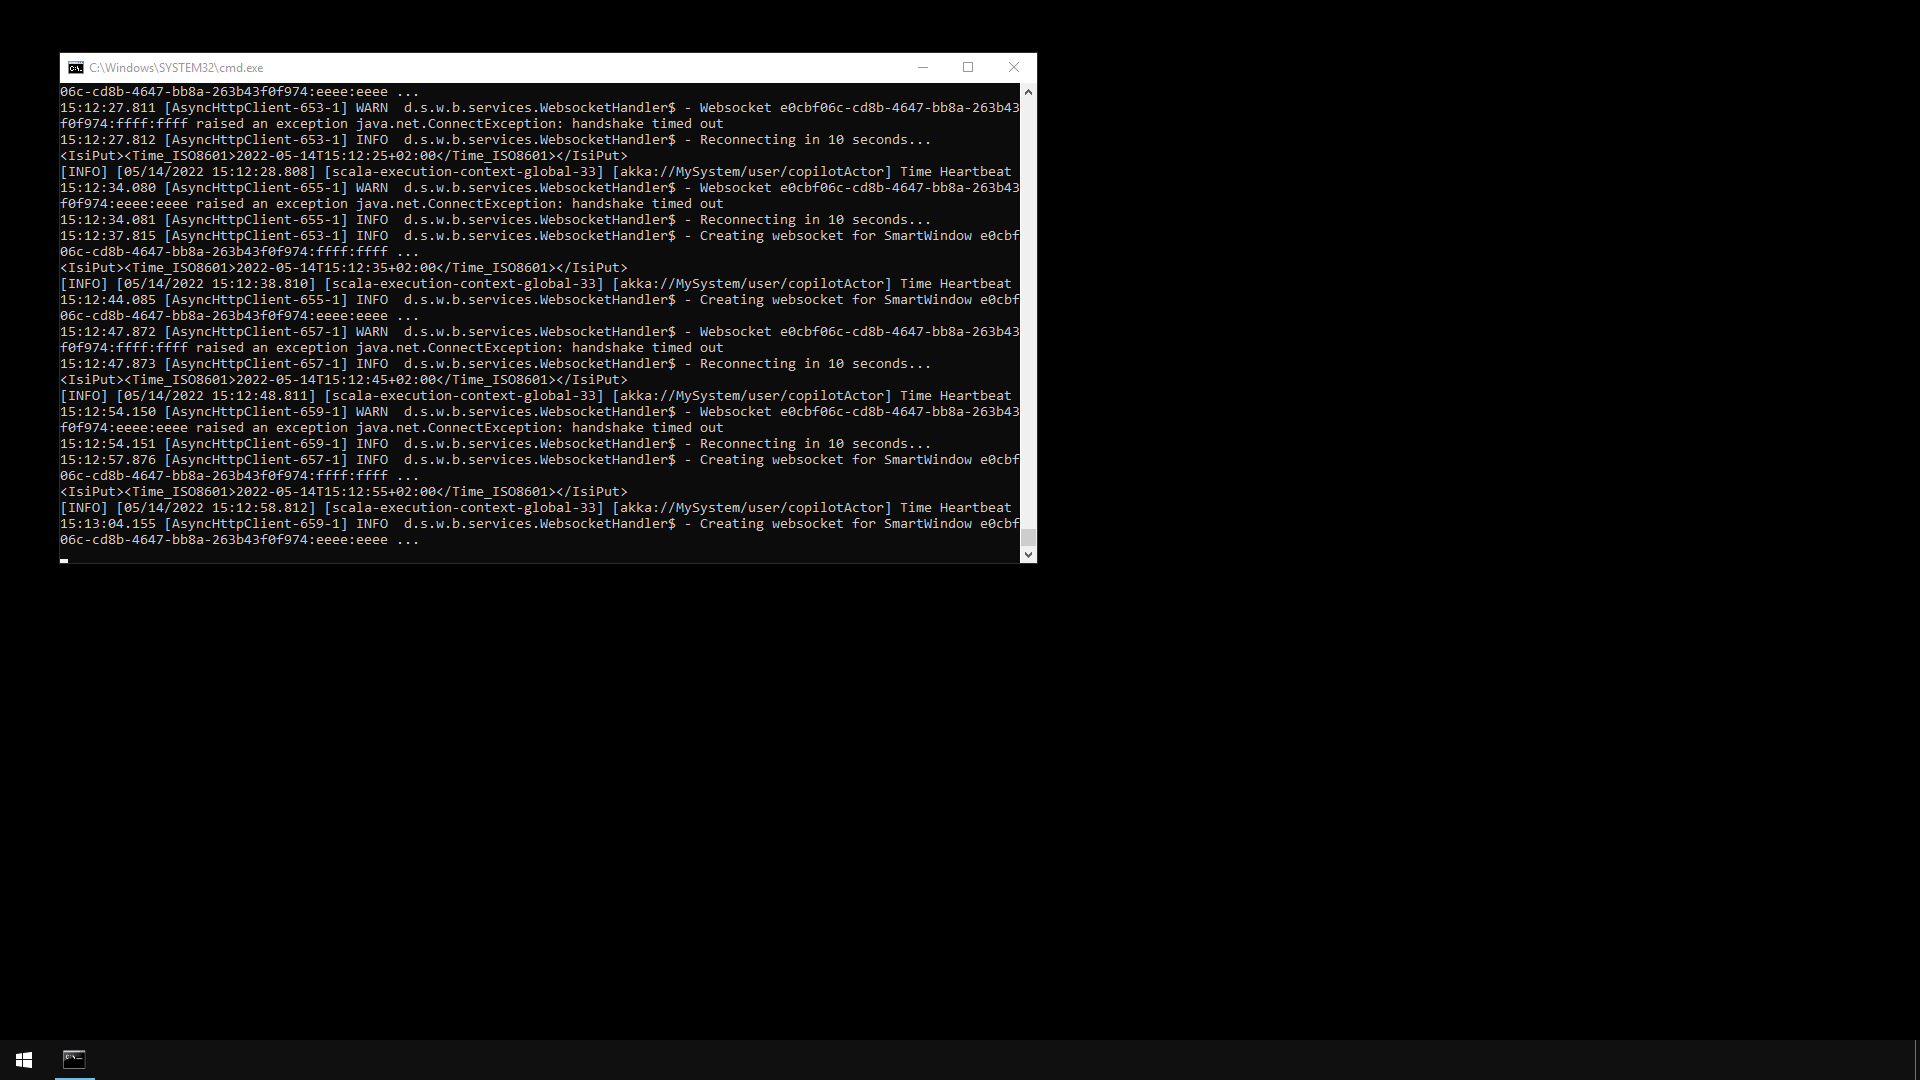 C:\Windows\SYSTEM32\cmd.exe
06c-cd8b-4647-bb8a-263b43f0f974:eeee:eeee ...
15:12:27.811 [AsyncHttpClient-653-1] WARN  d.s.w.b.services.WebsocketHandler$ - Websocket e0cbf06c-cd8b-4647-bb8a-263b43
f0f974:ffff:ffff raised an exception java.net.ConnectException: handshake timed out
15:12:27.812 [AsyncHttpClient-653-1] INFO  d.s.w.b.services.WebsocketHandler$ - Reconnecting in 10 seconds...
<IsiPut><Time_ISO8601>2022-05-14T15:12:25+02:00</Time_ISO8601></IsiPut>
[INFO] [05/14/2022 15:12:28.808] [scala-execution-context-global-33] [akka://MySystem/user/copilotActor] Time Heartbeat
15:12:34.080 [AsyncHttpClient-655-1] WARN  d.s.w.b.services.WebsocketHandler$ - Websocket e0cbf06c-cd8b-4647-bb8a-263b43
f0f974:eeee:eeee raised an exception java.net.ConnectException: handshake timed out
15:12:34.081 [AsyncHttpClient-655-1] INFO  d.s.w.b.services.WebsocketHandler$ - Reconnecting in 10 seconds...
15:12:37.815 [AsyncHttpClient-653-1] INFO  d.s.w.b.services.WebsocketHandler$ - Creating websocket for SmartWindow e0cbf
06c-cd8b-4647-bb8a-263b43f0f974:ffff:ffff ...
<IsiPut><Time_ISO8601>2022-05-14T15:12:35+02:00</Time_ISO8601></IsiPut>
[INFO] [05/14/2022 15:12:38.810] [scala-execution-context-global-33] [akka://MySystem/user/copilotActor] Time Heartbeat
15:12:44.085 [AsyncHttpClient-655-1] INFO  d.s.w.b.services.WebsocketHandler$ - Creating websocket for SmartWindow e0cbf
06c-cd8b-4647-bb8a-263b43f0f974:eeee:eeee ...
15:12:47.872 [AsyncHttpClient-657-1] WARN  d.s.w.b.services.WebsocketHandler$ - Websocket e0cbf06c-cd8b-4647-bb8a-263b43
f0f974:ffff:ffff raised an exception java.net.ConnectException: handshake timed out
15:12:47.873 [AsyncHttpClient-657-1] INFO  d.s.w.b.services.WebsocketHandler$ - Reconnecting in 10 seconds...
<IsiPut><Time_ISO8601>2022-05-14T15:12:45+02:00</Time_ISO8601></IsiPut>
[INFO] [05/14/2022 15:12:48.811] [scala-execution-context-global-33] [akka://MySystem/user/copilotActor] Time Heartbeat
15:12:54.150 [AsyncHttpClient-659-1] WARN  d.s.w.b.services.WebsocketHandler$ - Websocket e0cbf06c-cd8b-4647-bb8a-263b43
f0f974:eeee:eeee raised an exception java.net.ConnectException: handshake timed out
15:12:54.151 [AsyncHttpClient-659-1] INFO  d.s.w.b.services.WebsocketHandler$ - Reconnecting in 10 seconds...
15:12:57.876 [AsyncHttpClient-657-1] INFO  d.s.w.b.services.WebsocketHandler$ - Creating websocket for SmartWindow e0cbf
06c-cd8b-4647-bb8a-263b43f0f974:ffff:ffff ...
<IsiPut><Time_ISO8601>2022-05-14T15:12:55+02:00</Time_ISO8601></IsiPut>
[INFO] [05/14/2022 15:12:58.812] [scala-execution-context-global-33] [akka://MySystem/user/copilotActor] Time Heartbeat
15:13:04.155 [AsyncHttpClient-659-1] INFO  d.s.w.b.services.WebsocketHandler$ - Creating websocket for SmartWindow e0cbf
06c-cd8b-4647-bb8a-263b43f0f974:eeee:eeee ...